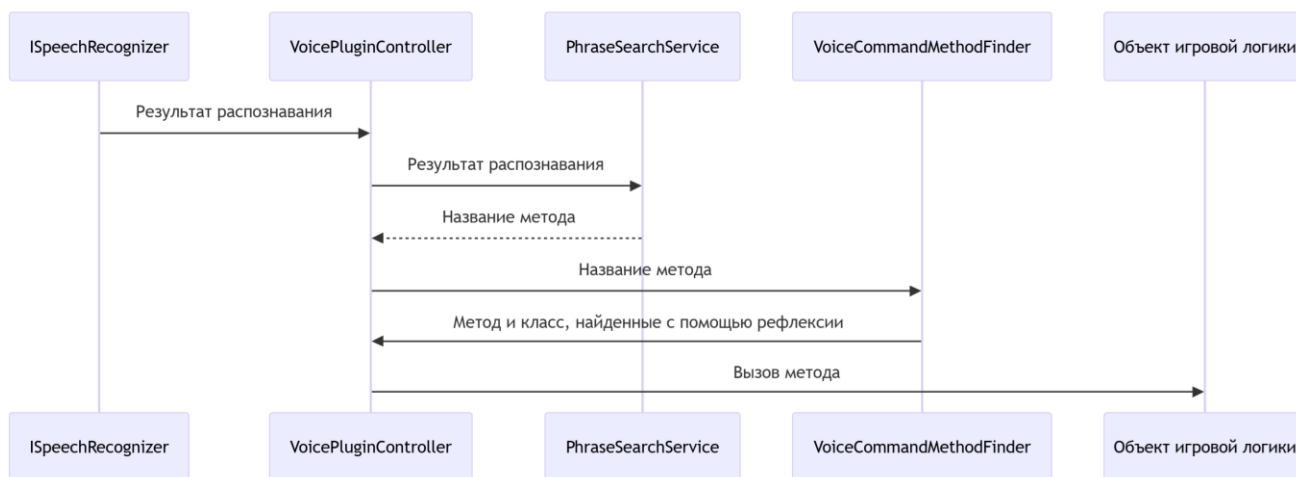 ISpeechRecognizer
VoicePluginController
PhraseSearchService
VoiceCommandMethodFinder
Объект игровой логики
Результат распознавания
Результат распознавания
Название метода
Название метода
Метод и класс, найденные с помощью рефлексии
Вызов метода
ISpeechRecognizer
VoicePluginController
PhraseSearchService
VoiceCommandMethodFinder
Объект игровой логики